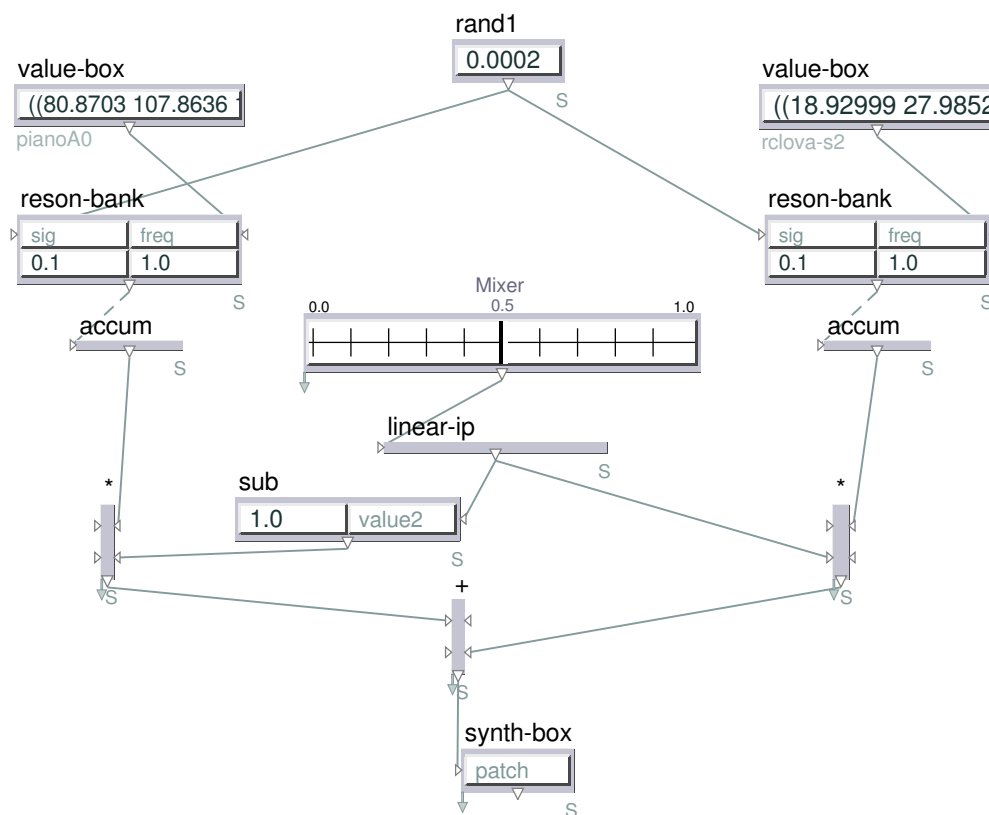 rand1
0.0002
S
value-box
((80.8703 107.8636
pianoA0
value-box
((18.92999 27.9852
rclova-s2
reson-bank
sig freq
0.1 1.0
S
reson-bank
sig freq
0.1 1.0
S
Mixer
0.0 0.5 1.0
accum
S
accum
S
linear-ip
S
sub
1.0 value2
S
*
S
*
S
+
S
synth-box
patch
S